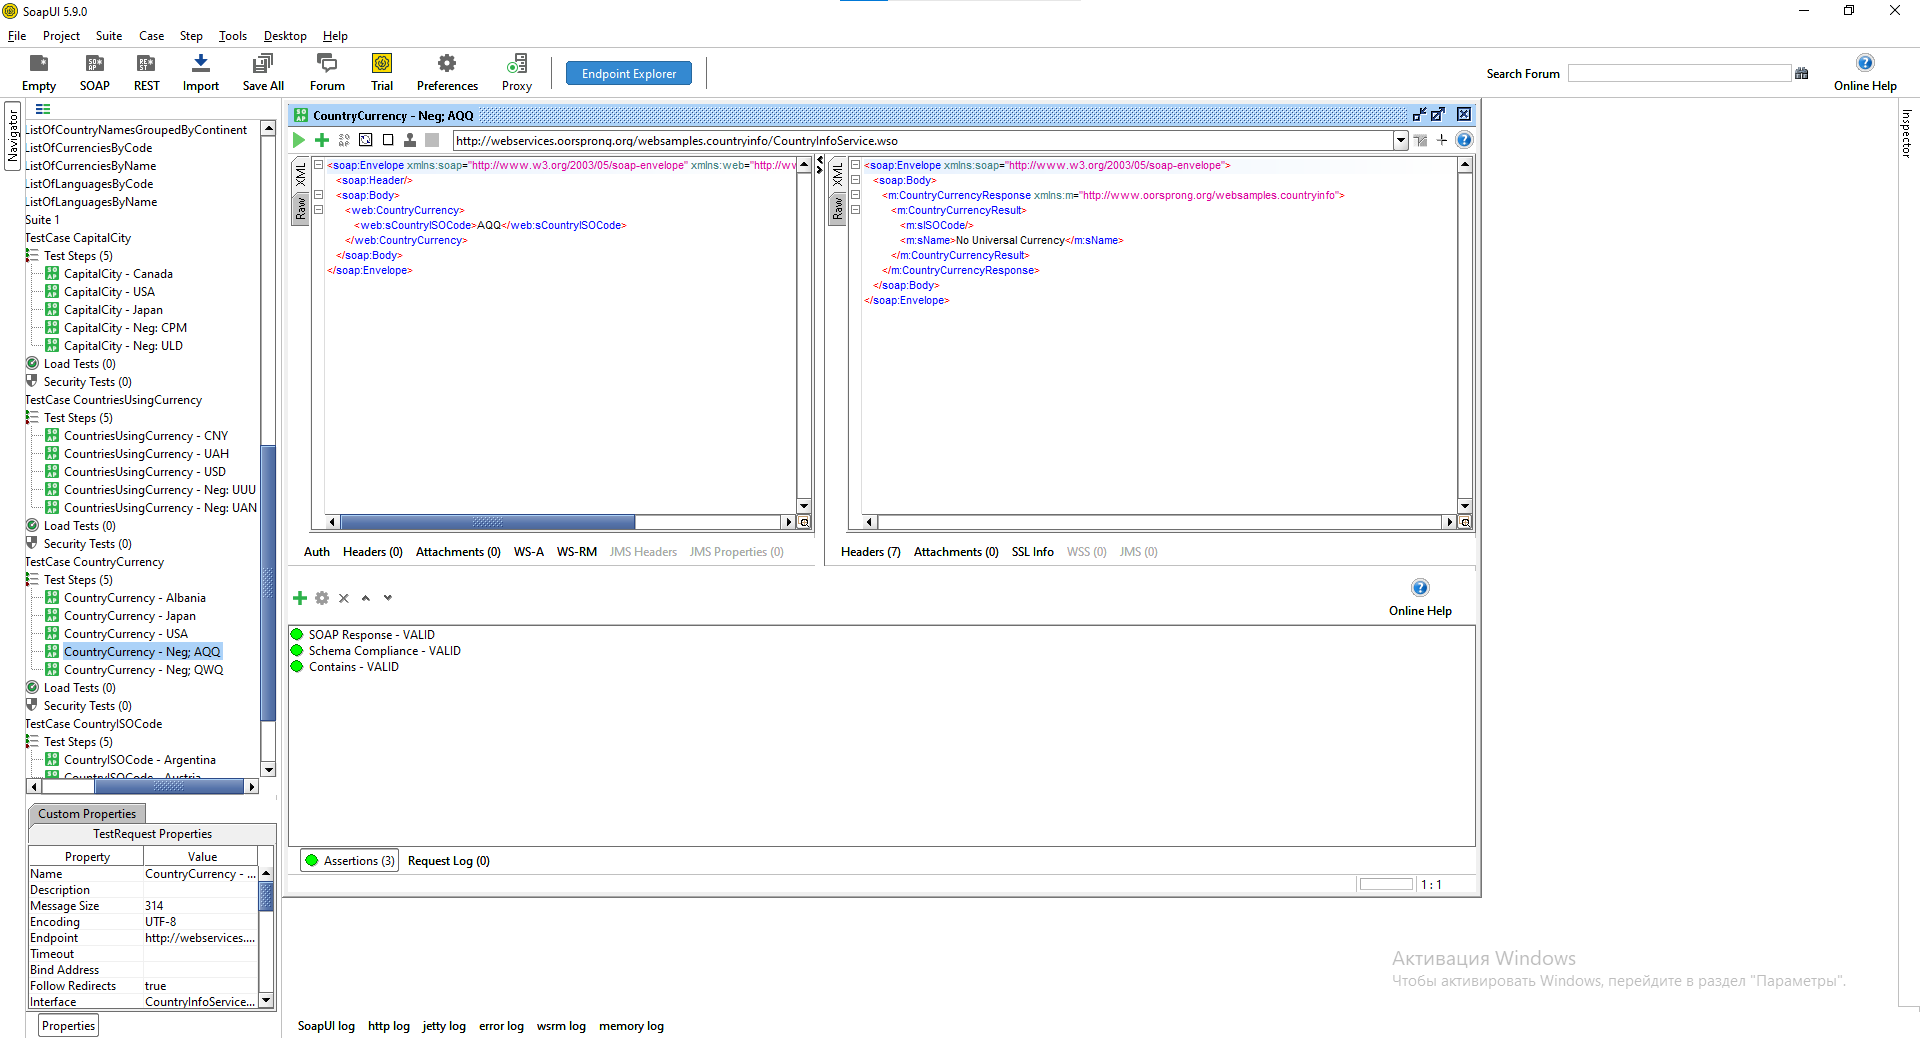 SoapUI 5.9.0
File Project Suite Case Step Tools Desktop Help
Empty SOAP REST Import Save All Forum Trial Preferences Proxy Endpoint Explorer Search Forum Online Help
Navigator
ListOfCountryNamesGroupedByContinent
ListOfCurrenciesByCode
ListOfCurrenciesByName
ListOfLanguagesByCode
ListOfLanguagesByName
Suite 1
TestCase CapitalCity
Test Steps (5)
CapitalCity - Canada
CapitalCity - USA
CapitalCity - Japan
CapitalCity - Neg: CPM
CapitalCity - Neg: ULD
Load Tests (0)
Security Tests (0)
TestCase CountriesUsingCurrency
Test Steps (5)
CountriesUsingCurrency - CNY
CountriesUsingCurrency - UAH
CountriesUsingCurrency - USD
CountriesUsingCurrency - Neg: UUU
CountriesUsingCurrency - Neg: UAN
Load Tests (0)
Security Tests (0)
TestCase CountryCurrency
Test Steps (5)
CountryCurrency - Albania
CountryCurrency - Japan
CountryCurrency - USA
CountryCurrency - Neg; AQQ
CountryCurrency - Neg; QWQ
Load Tests (0)
Security Tests (0)
TestCase CountryISOCode
Test Steps (5)
CountryISOCode - Argentina
CountryISOCode - Austria
Custom Properties
TestRequest Properties
Property Value
Name CountryCurrency - ...
Description
Message Size 314
Encoding UTF-8
Endpoint http://webservices....
Timeout
Bind Address
Follow Redirects true
Interface CountryInfoService...
Properties
CountryCurrency - Neg; AQQ
http://webservices.oorsprong.org/websamples.countryinfo/CountryInfoService.wso
XML
Raw
<soap:Envelope xmlns:soap="http://www.w3.org/2003/05/soap-envelope" xmlns:web="http://ww
<soap:Header/>
<soap:Body>
<web:CountryCurrency>
<web:sCountryISOCode>AQQ</web:sCountryISOCode>
</web:CountryCurrency>
</soap:Body>
</soap:Envelope>
Auth Headers (0) Attachments (0) WS-A WS-RM JMS Headers JMS Properties (0)
XML
Raw
<soap:Envelope xmlns:soap="http://www.w3.org/2003/05/soap-envelope">
<soap:Body>
<m:CountryCurrencyResponse xmlns:m="http://www.oorsprong.org/websamples.countryinfo">
<m:CountryCurrencyResult>
<m:sISOCode/>
<m:sName>No Universal Currency</m:sName>
</m:CountryCurrencyResult>
</m:CountryCurrencyResponse>
</soap:Body>
</soap:Envelope>
Headers (7) Attachments (0) SSL Info WSS (0) JMS (0)
Online Help
SOAP Response - VALID
Schema Compliance - VALID
Contains - VALID
Assertions (3) Request Log (0)
1 : 1
SoapUI log http log jetty log error log wsrm log memory log
Inspector
Активация Windows
Чтобы активировать Windows, перейдите в раздел "Параметры".